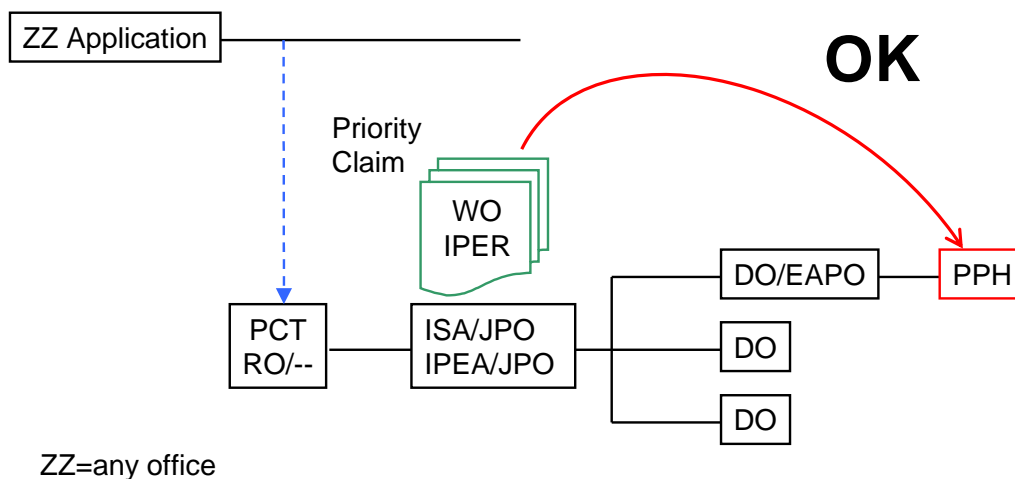 ZZ Application
OK
Priority
Claim
WO
IPER
DO/EAPO
PPH
PCT
RO/--
ISA/JPO
IPEA/JPO
DO
DO
ZZ=any office